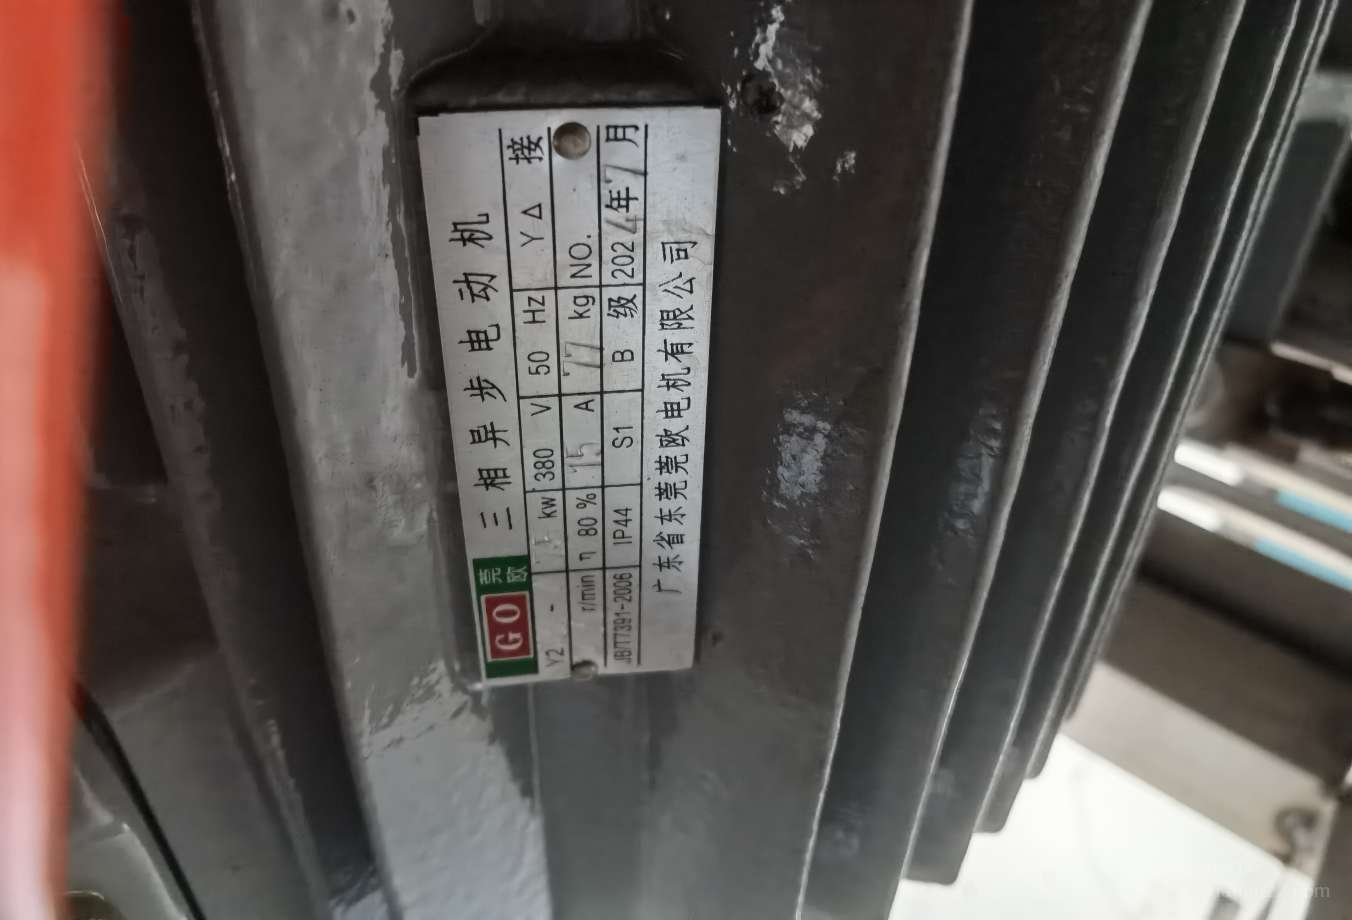 GO 莞欧 三相异步电动机
Y2 - kw 380 V 50 Hz Y△ 接
r/min η 80 % 15 A 77 kg NO.
JB/T7391-2006 IP44 S1 B 级 2024年7月
广东省东莞莞欧电机有限公司